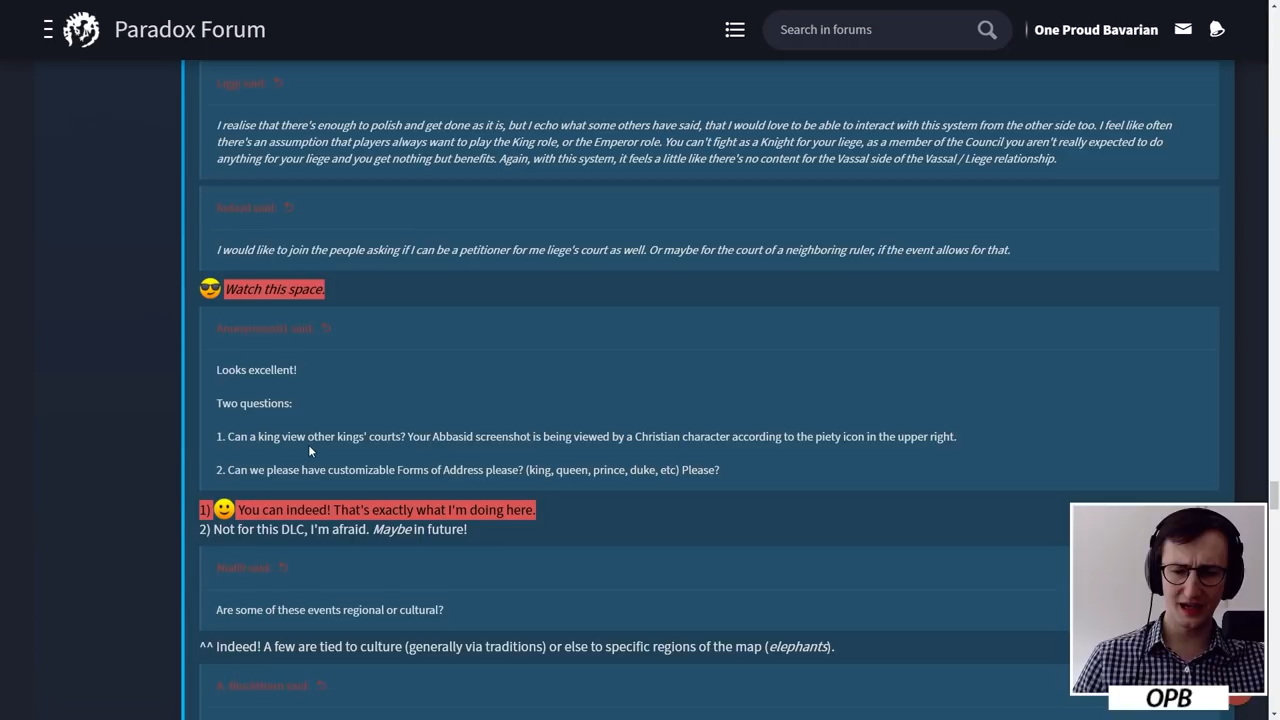 Paradox Forum
Search in forums
One Proud Bavarian
I realise that there's enough to polish and get done as it is, but I echo what some others have said, that I would love to be able to interact with this system from the other side too. I feel like often
there's an assumption that players always want to play the King role, or the Emperor role. You can't fight as a Knight for your liege, as a member of the Council you aren't really expected to do
anything for your liege and you get nothing but benefits. Again, with this system, it feels a little like there's no content for the Vassal side of the Vassal / Liege relationship.
I would like to join the people asking if I can be a petitioner for me liege's court as well. Or maybe for the court of a neighboring ruler, if the event allows for that.
Watch this space.
Looks excellent!
Two questions:
1. Can a king view other kings' courts? Your Abbasid screenshot is being viewed by a Christian character according to the piety icon in the upper right.
2. Can we please have customizable Forms of Address please? (king, queen, prince, duke, etc) Please?
1) You can indeed! That's exactly what I'm doing here.
2) Not for this DLC, I'm afraid. Maybe in future!
Are some of these events regional or cultural?
^^ Indeed! A few are tied to culture (generally via traditions) or else to specific regions of the map (elephants).
OPB